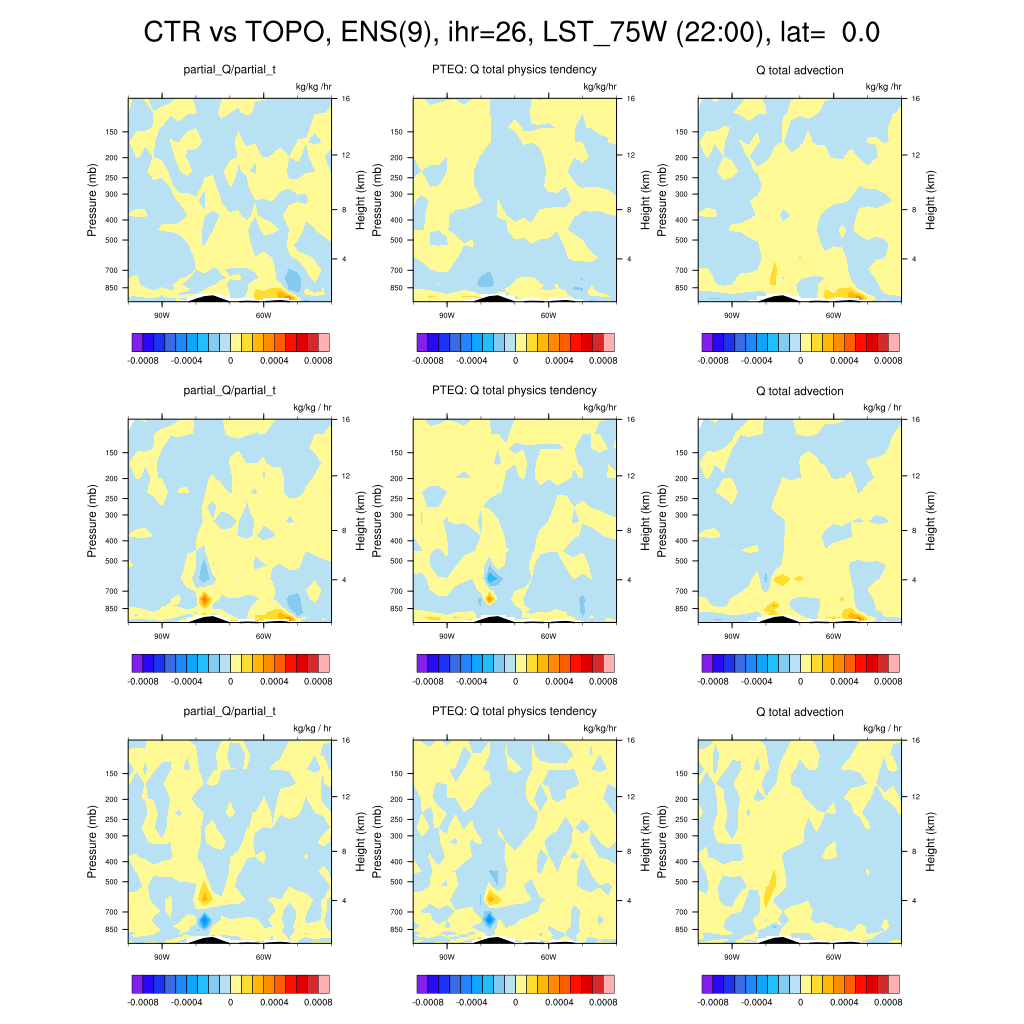 CTR vs TOPO, ENS(9), ihr=26, LST_75W (22:00), lat=  0.0
partial_Q/partial_t PTEQ: Q total physics tendency Q total advection
kg/kg /hr kg/kg/hr kg/kg /hr
16 16 16
150 150 150
12 12 12
200 200 200
250 250 250
300 300 300
8 8 8
400 400 400
500 500 500
4 4 4
700 700 700
850 850 850
Pressure (mb) Height (km) Pressure (mb) Height (km) Pressure (mb) Height (km)
90W 60W 90W 60W 90W 60W
-0.0008 -0.0004 0 0.0004 0.0008 -0.0008 -0.0004 0 0.0004 0.0008 -0.0008 -0.0004 0 0.0004 0.0008
partial_Q/partial_t PTEQ: Q total physics tendency Q total advection
kg/kg / hr kg/kg/hr kg/kg / hr
16 16 16
150 150 150
12 12 12
200 200 200
250 250 250
300 300 300
8 8 8
400 400 400
500 500 500
4 4 4
700 700 700
850 850 850
Pressure (mb) Height (km) Pressure (mb) Height (km) Pressure (mb) Height (km)
90W 60W 90W 60W 90W 60W
-0.0008 -0.0004 0 0.0004 0.0008 -0.0008 -0.0004 0 0.0004 0.0008 -0.0008 -0.0004 0 0.0004 0.0008
partial_Q/partial_t PTEQ: Q total physics tendency Q total advection
kg/kg / hr kg/kg/hr kg/kg / hr
16 16 16
150 150 150
12 12 12
200 200 200
250 250 250
300 300 300
8 8 8
400 400 400
500 500 500
4 4 4
700 700 700
850 850 850
Pressure (mb) Height (km) Pressure (mb) Height (km) Pressure (mb) Height (km)
90W 60W 90W 60W 90W 60W
-0.0008 -0.0004 0 0.0004 0.0008 -0.0008 -0.0004 0 0.0004 0.0008 -0.0008 -0.0004 0 0.0004 0.0008